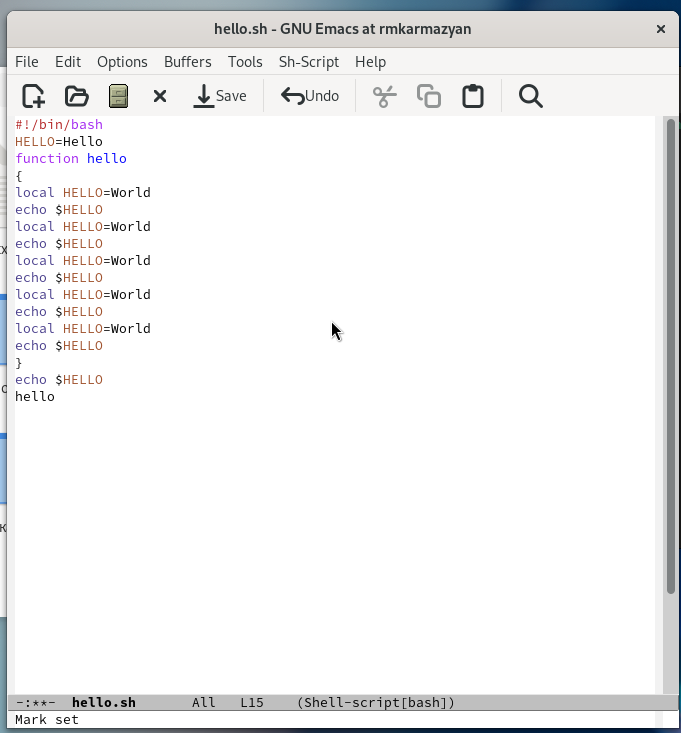 hello.sh - GNU Emacs at rmkarmazyan
File Edit Options Buffers Tools Sh-Script Help
Save Undo
#!/bin/bash
HELLO=Hello
function hello
{
local HELLO=World
echo $HELLO
local HELLO=World
echo $HELLO
local HELLO=World
echo $HELLO
local HELLO=World
echo $HELLO
local HELLO=World
echo $HELLO
}
echo $HELLO
hello
-:**- hello.sh All L15 (Shell-script[bash])
Mark set